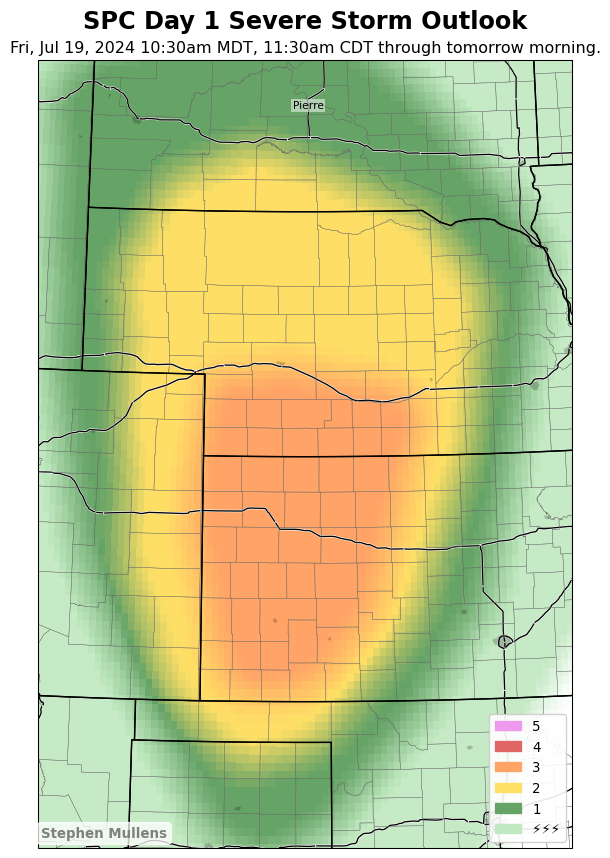 SPC Day 1 Severe Storm Outlook
Fri, Jul 19, 2024 10:30am MDT, 11:30am CDT through tomorrow morning.
Pierre
5
4
3
2
1
⚡⚡⚡
Stephen Mullens